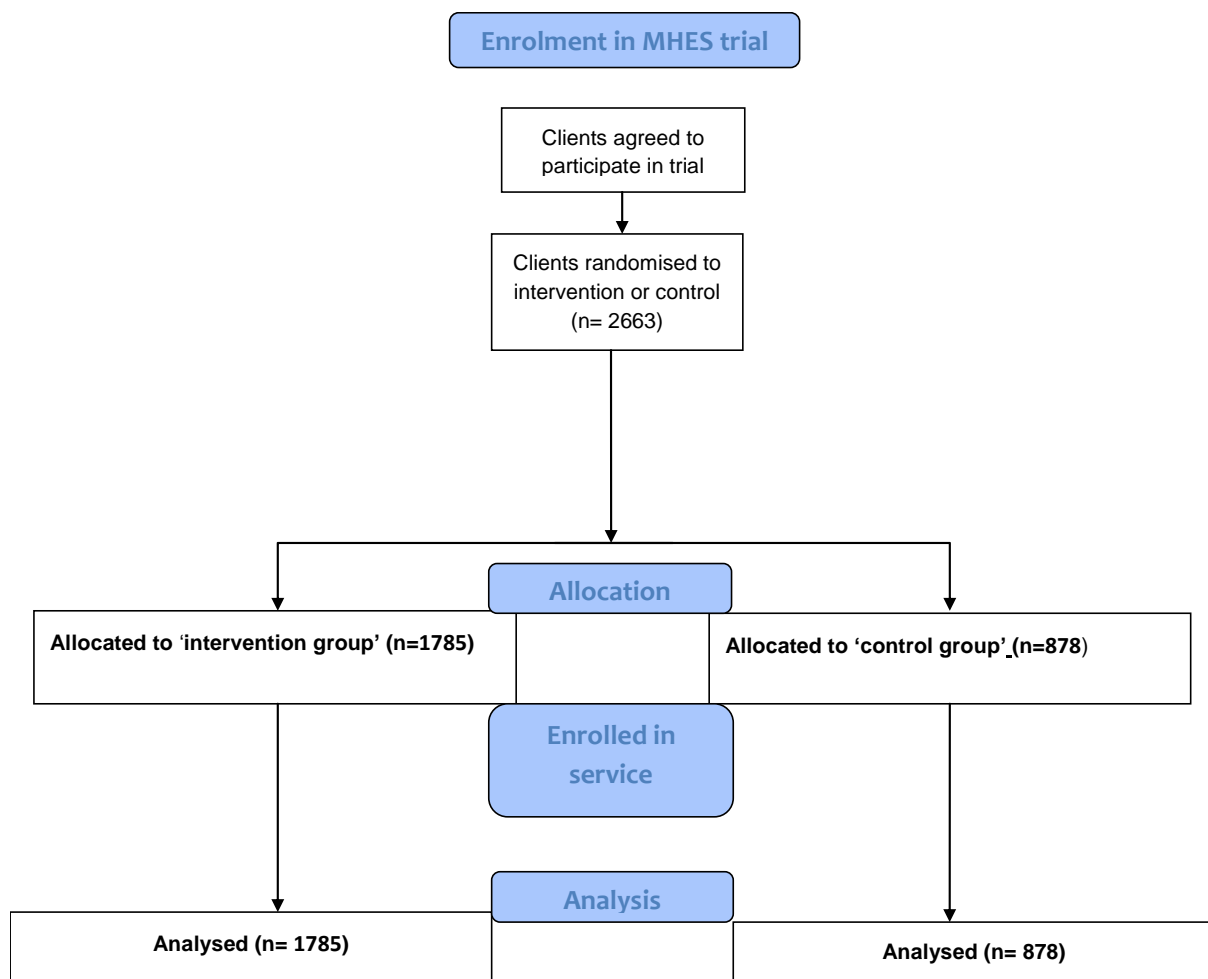 Enrolment in MHES trial
Clients agreed to
participate in trial
Clients randomised to
intervention or control
(n= 2663)
Allocation
Allocated to ‘intervention group’ (n=1785)
Allocated to ‘control group’ (n=878)
Enrolled in
service
Analysis
Analysed (n= 1785)
Analysed (n= 878)